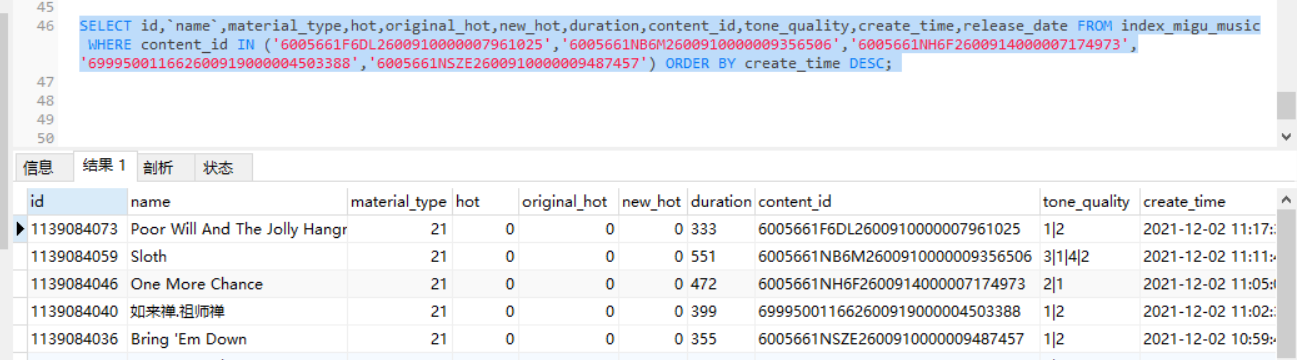 45
46 SELECT id,`name`,material_type,hot,original_hot,new_hot,duration,content_id,tone_quality,create_time,release_date FROM index_migu_music
WHERE content_id IN ('6005661F6DL2600910000007961025','6005661NB6M2600910000009356506','6005661NH6F2600914000007174973',
'699950011662600919000004503388','6005661NSZE2600910000009487457') ORDER BY create_time DESC;
47
48
49
50
信息 结果 1 剖析 状态
id name material_type hot original_hot new_hot duration content_id tone_quality create_time
1139084073 Poor Will And The Jolly Hangr 21 0 0 0 333 6005661F6DL2600910000007961025 1|2 2021-12-02 11:17:
1139084059 Sloth 21 0 0 0 551 6005661NB6M2600910000009356506 3|1|4|2 2021-12-02 11:11:
1139084046 One More Chance 21 0 0 0 472 6005661NH6F2600914000007174973 2|1 2021-12-02 11:05:
1139084040 如来禅.祖师禅 21 0 0 0 399 699950011662600919000004503388 1|2 2021-12-02 11:02:
1139084036 Bring 'Em Down 21 0 0 0 355 6005661NSZE2600910000009487457 1|2 2021-12-02 10:59: